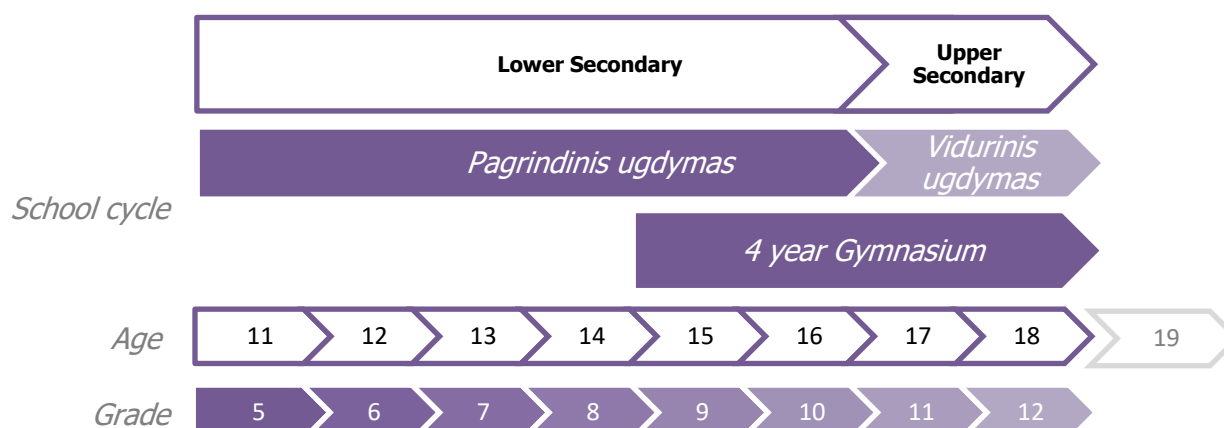 Lower Secondary
Upper
Secondary
Pagrindinis ugdymas
Vidurinis
ugdymas
School cycle
4 year Gymnasium
Age
11 12 13 14 15 16 17 18 19
Grade
5 6 7 8 9 10 11 12